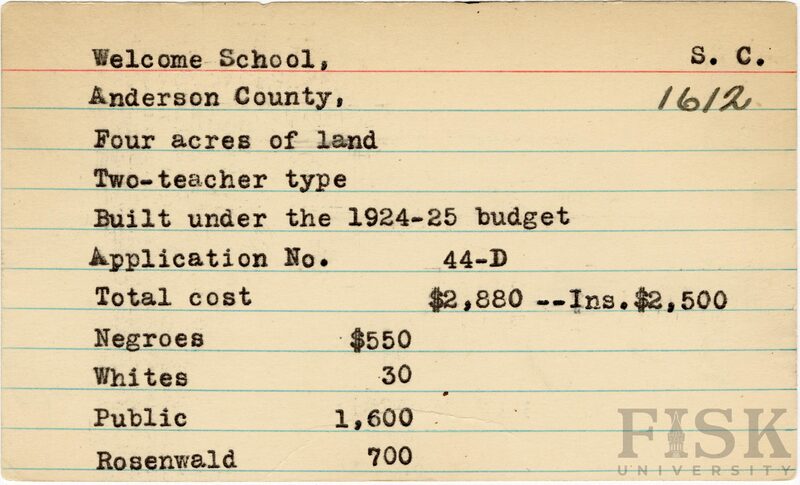 Welcome School, S. C.
Anderson County, 1612
Four acres of land
Two-teacher type
Built under the 1924-25 budget
Application No. 44-D
Total cost $2,880 --Ins.$2,500
Negroes $550
Whites 30
Public 1,600
Rosenwald 700
FISK
UNIVERSITY